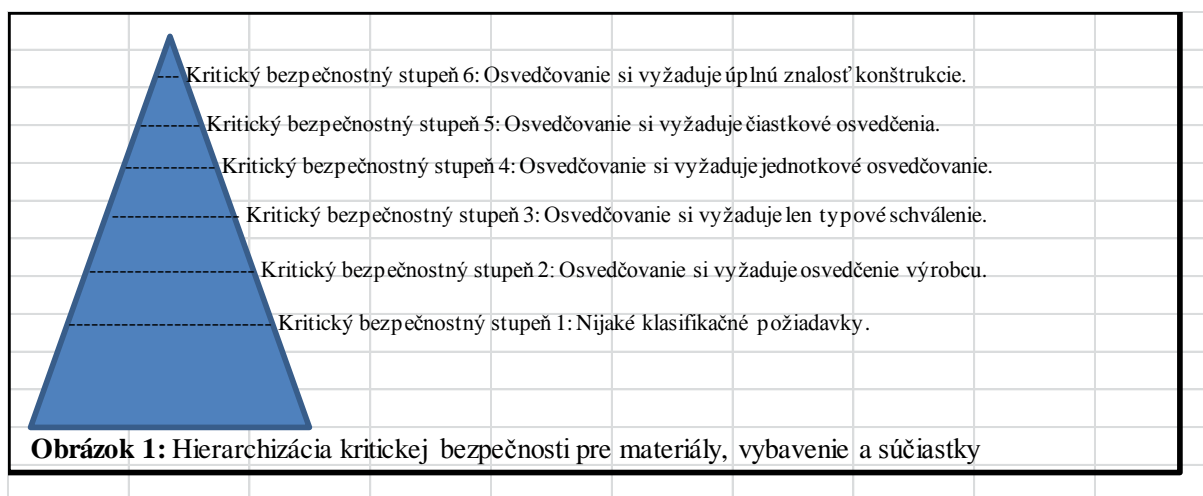 Kritický bezpečnostný stupeň 6: Osvedčovanie si vyžaduje úplnú znalosť konštrukcie.
Kritický bezpečnostný stupeň 5: Osvedčovanie si vyžaduje čiastkové osvedčenia.
Kritický bezpečnostný stupeň 4: Osvedčovanie si vyžaduje jednotkové osvedčovanie.
Kritický bezpečnostný stupeň 3: Osvedčovanie si vyžaduje len typové schválenie.
Kritický bezpečnostný stupeň 2: Osvedčovanie si vyžaduje osvedčenie výrobcu.
Kritický bezpečnostný stupeň 1: Nijaké klasifikačné požiadavky.
Obrázok 1: Hierarchizácia kritickej bezpečnosti pre materiály, vybavenie a súčiastky